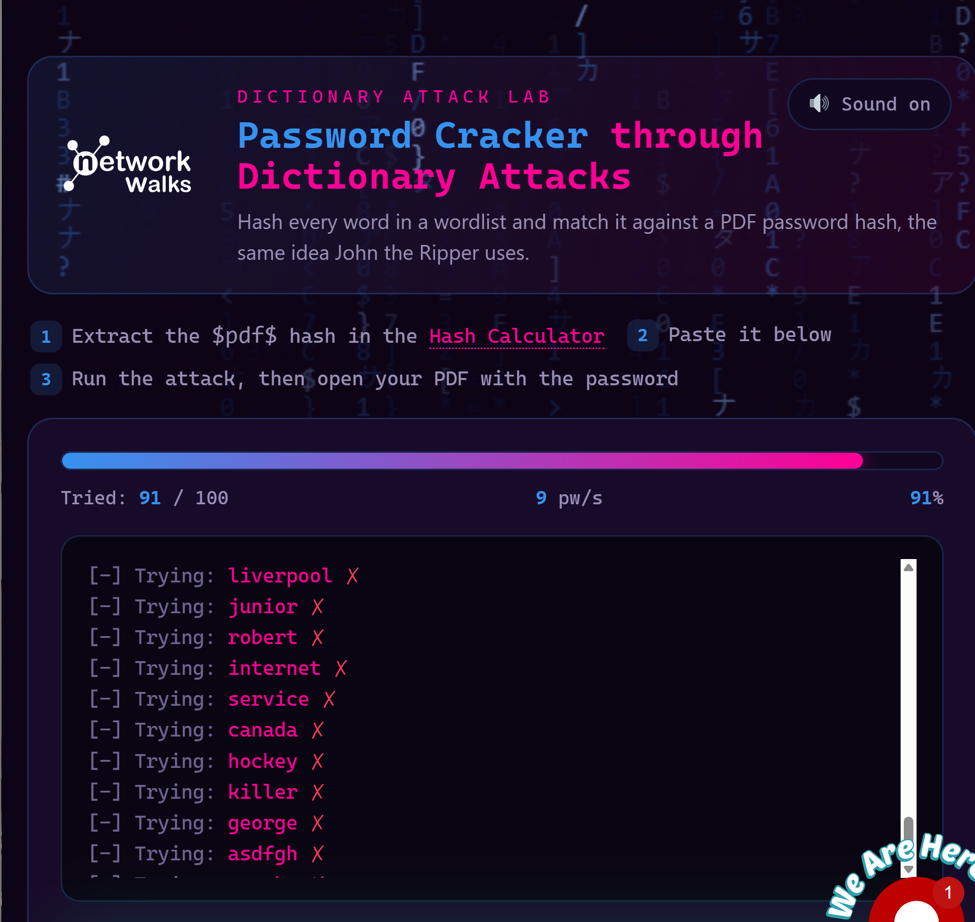 Sound on
DICTIONARY ATTACK LAB
Password Cracker through
Dictionary Attacks
network
Walks
Hash every word in a wordlist and match it against a PDF password hash, the
same idea John the Ripper uses.
1 Extract the $pdf$ hash in the Hash Calculator 2 Paste it below
3 Run the attack, then open your PDF with the password
Tried: 91 / 100 9 pw/s 91%
[-] Trying: liverpool ✗
[-] Trying: junior ✗
[-] Trying: robert ✗
[-] Trying: internet ✗
[-] Trying: service ✗
[-] Trying: canada ✗
[-] Trying: hockey ✗
[-] Trying: killer ✗
[-] Trying: george ✗
[-] Trying: asdfgh ✗
We Are Here
1